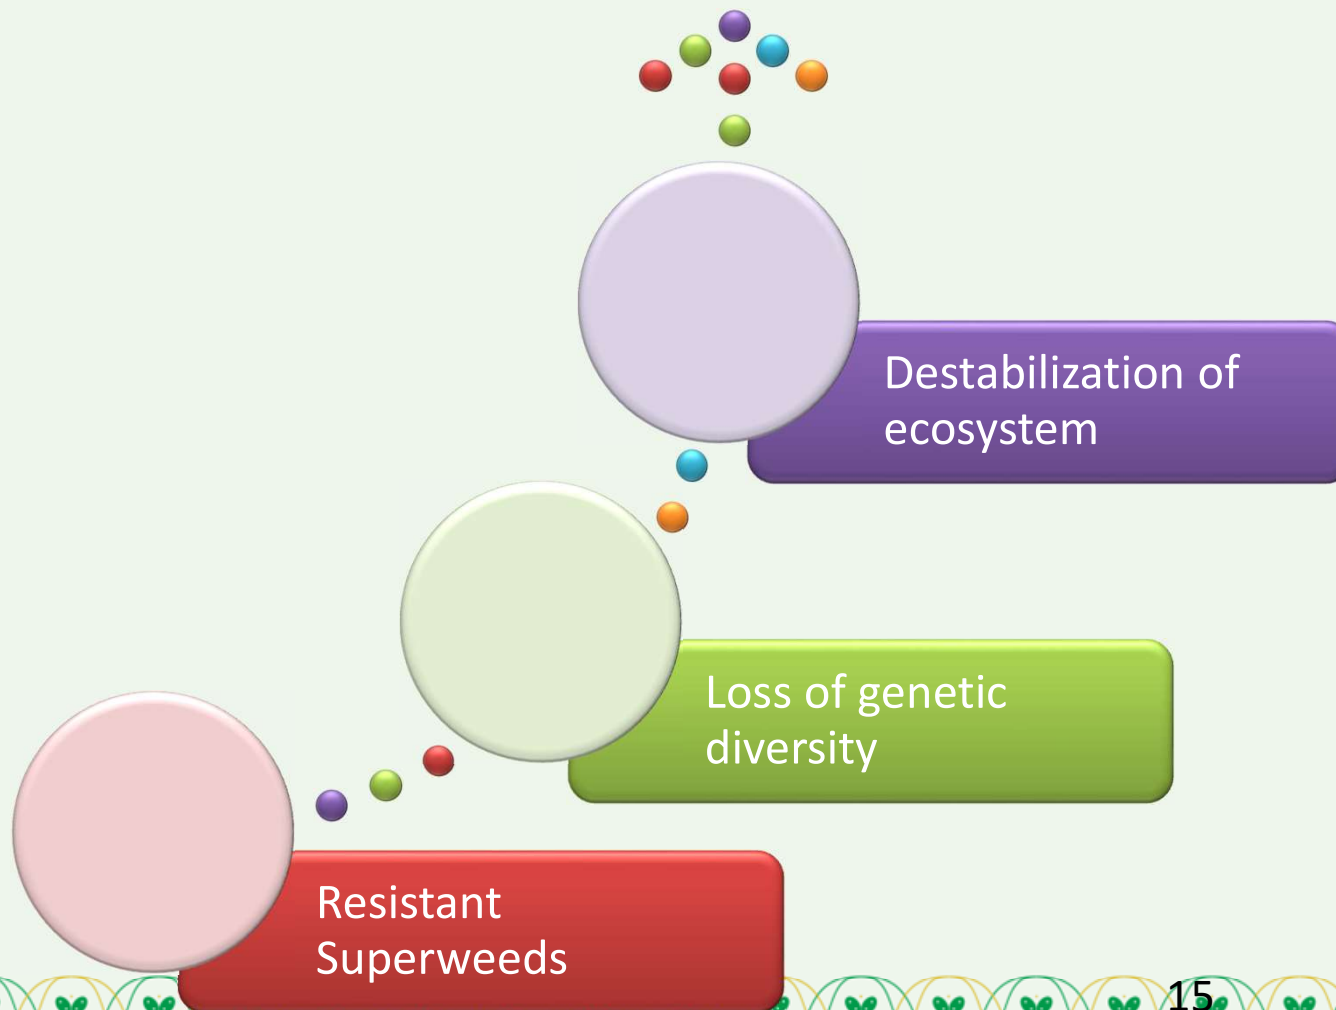 Destabilization of
ecosystem
Loss of genetic
diversity
Resistant
Superweeds
15